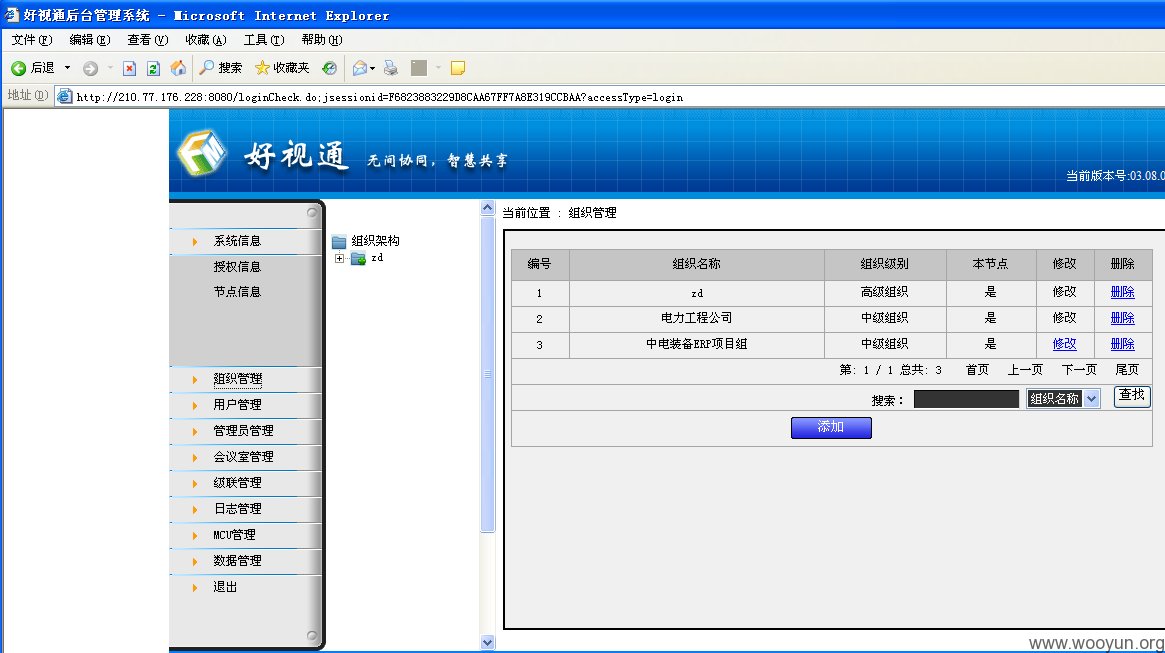 好视通后台管理系统 - Microsoft Internet Explorer
文件(F) 编辑(E) 查看(V) 收藏(A) 工具(T) 帮助(H)
后退 搜索 收藏夹
地址(D) http://210.77.176.228:8080/loginCheck.do;jsessionid=F6823883229D8CAA67FF7A8E319CCBAA?accessType=login
好视通 无间协同，智慧共享
当前版本号:03.08.0
系统信息
授权信息
节点信息
组织管理
用户管理
管理员管理
会议室管理
级联管理
日志管理
MCU管理
数据管理
退出
组织架构
zd
当前位置 : 组织管理
编号 组织名称 组织级别 本节点 修改 删除
1 zd 高级组织 是 修改 删除
2 电力工程公司 中级组织 是 修改 删除
3 中电装备ERP项目组 中级组织 是 修改 删除
第: 1 / 1 总共: 3 首页 上一页 下一页 尾页
搜索： 组织名称 查找
添加
www.wooyun.org